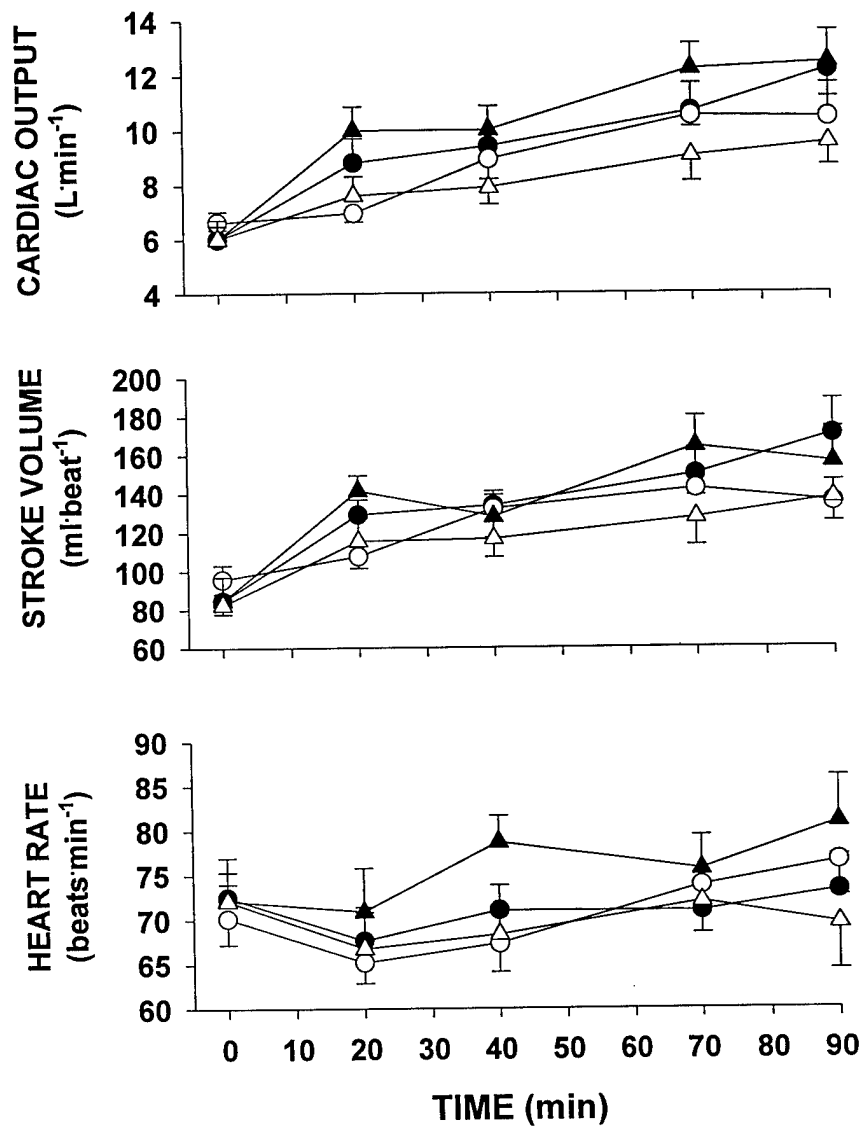 CARDIAC OUTPUT
(L·min⁻¹)
14
12
10
8
6
4
STROKE VOLUME
(ml·beat⁻¹)
200
180
160
140
120
100
80
60
HEART RATE
(beats·min⁻¹)
90
85
80
75
70
65
60
0 10 20 30 40 50 60 70 80 90
TIME (min)